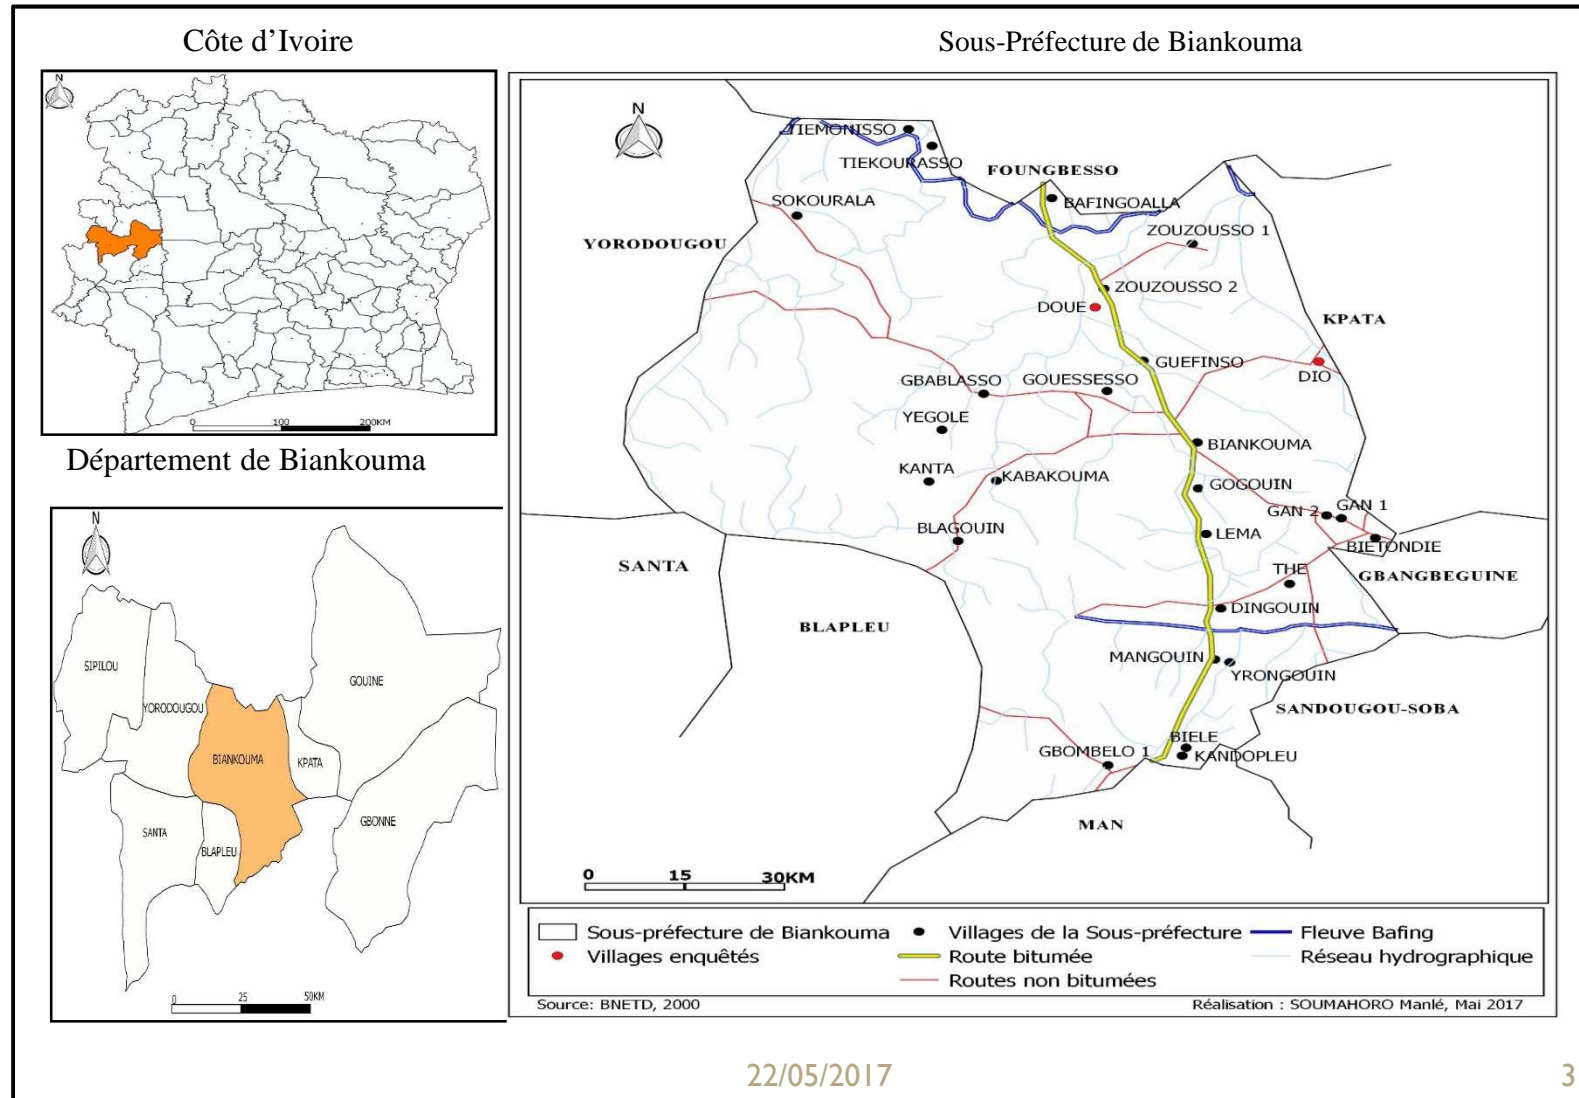 Côte d’Ivoire
N
0 100 200KM
Département de Biankouma
N
SIPILOU
YORODOUGOU
GOUINE
BIANKOUMA
KPATA
SANTA
BLAPLEU
GBONNE
0 25 50KM
Sous-Préfecture de Biankouma
N
TIEMONISSO
TIEKOURASSO
FOUNGBESSO
SOKOURALA
BAFINGOALLA
YORODOUGOU
ZOUZOUSSO 1
ZOUZOUSSO 2
DOUE
KPATA
GUEFINSO
GBABLASSO
GOUESSESSO
DIO
YEGOLE
BIANKOUMA
KANTA
KABAKOUMA
GOGOUIN
GAN 2
GAN 1
BLAGOUIN
LEMA
BIETONDIE
SANTA
THE
GBANGBEGUINE
DINGOUIN
BLAPLEU
MANGOUIN
YRONGOUIN
SANDOUGOU-SOBA
BIELE
GBOMBELO 1
KANDOPLEU
MAN
0 15 30KM
Sous-préfecture de Biankouma
Villages de la Sous-préfecture
Fleuve Bafing
Villages enquêtés
Route bitumée
Réseau hydrographique
Routes non bitumées
Source: BNETD, 2000
Réalisation : SOUMAHORO Manlé, Mai 2017
22/05/2017
3